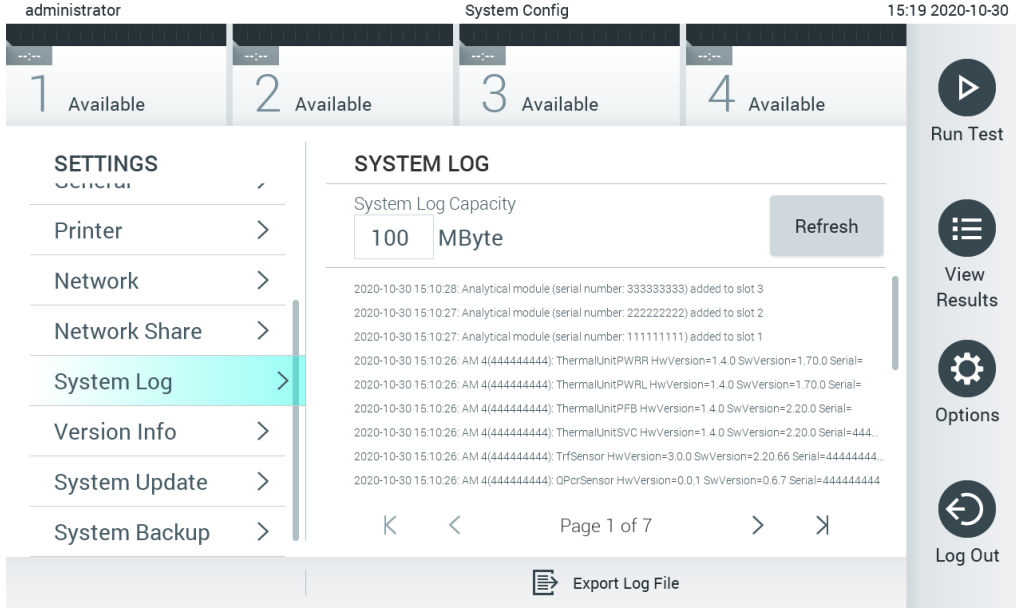 administrator
System Config
15:19 2020-10-30
--:--
--:--
--:--
--:--
1 Available
2 Available
3 Available
4 Available
SETTINGS
General
Printer
Network
Network Share
System Log
Version Info
System Update
System Backup
SYSTEM LOG
System Log Capacity
100 MByte
Refresh
2020-10-30 15:10:28: Analytical module (serial number: 333333333) added to slot 3
2020-10-30 15:10:27: Analytical module (serial number: 222222222) added to slot 2
2020-10-30 15:10:27: Analytical module (serial number: 111111111) added to slot 1
2020-10-30 15:10:26: AM 4(444444444): ThermalUnitPWRR HwVersion=1.4.0 SwVersion=1.70.0 Serial=
2020-10-30 15:10:26: AM 4(444444444): ThermalUnitPWRL HwVersion=1.4.0 SwVersion=1.70.0 Serial=
2020-10-30 15:10:26: AM 4(444444444): ThermalUnitPFB HwVersion=1.4.0 SwVersion=2.20.0 Serial=
2020-10-30 15:10:26: AM 4(444444444): ThermalUnitSVC HwVersion=1.4.0 SwVersion=2.20.0 Serial=444...
2020-10-30 15:10:26: AM 4(444444444): TrfSensor HwVersion=3.0.0 SwVersion=2.20.66 Serial=44444444...
2020-10-30 15:10:26: AM 4(444444444): QPcrSensor HwVersion=0.0.1 SwVersion=0.6.7 Serial=444444444
Page 1 of 7
Export Log File
Run Test
View
Results
Options
Log Out